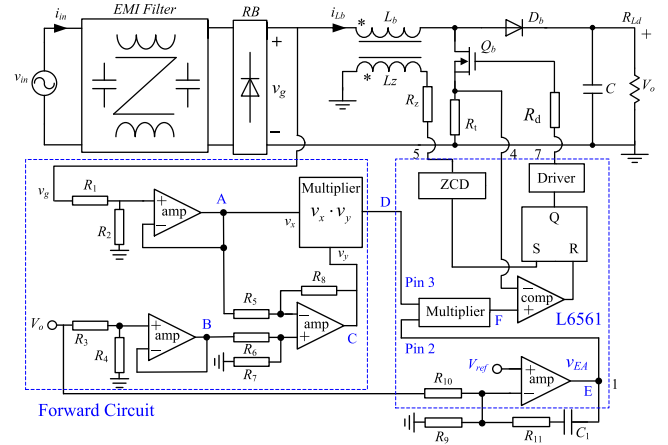 EMI Filter
RB
i_in
i_Lb
* L_b
D_b
R_Ld
+
+
Q_b
v_in
v_g
* Lz
C
V_o
R_z
R_t
R_d
−
5
4
7
v_g
R_1
Multiplier
ZCD
Driver
+
amp
−
A
v_x · v_y
D
Q
R_2
v_x
S
R
v_y
Pin 3
R_5
R_8
−
comp
+
Multiplier
V_o
R_3
+
amp
−
B
−
amp
+
F
L6561
R_4
R_6
C
R_7
Pin 2
V_ref
+
amp
−
v_EA
E
1
Forward Circuit
R_10
R_9
R_11
C_1